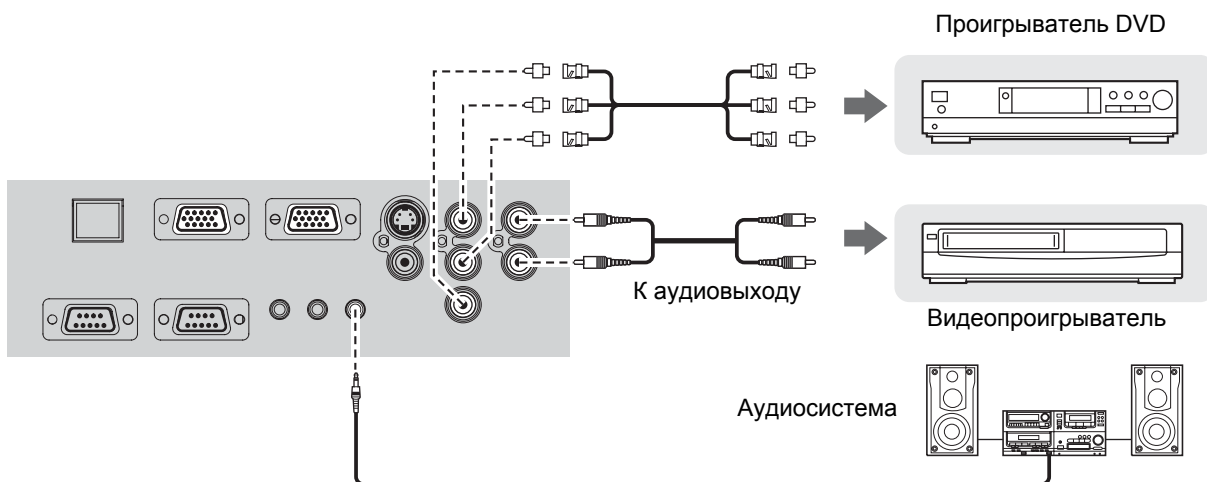 Проигрыватель DVD
К аудиовыходу
Видеопроигрыватель
Аудиосистема